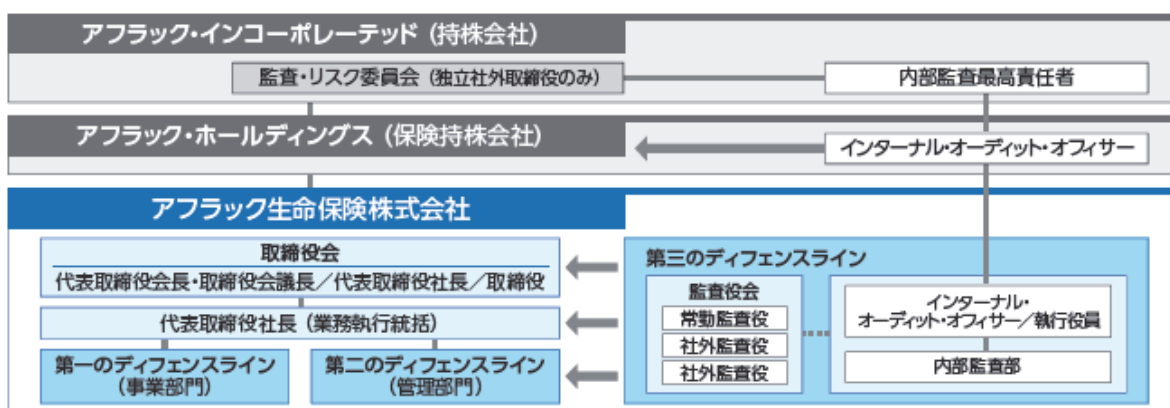 アフラック・インコーポレーテッド（持株会社）
監査・リスク委員会（独立社外取締役のみ）
内部監査最高責任者
アフラック・ホールディングス（保険持株会社）
インターナル・オーディット・オフィサー
アフラック生命保険株式会社
取締役会
代表取締役会長・取締役会議長／代表取締役社長／取締役
代表取締役社長（業務執行統括）
第一のディフェンスライン
（事業部門）
第二のディフェンスライン
（管理部門）
第三のディフェンスライン
監査役会
常勤監査役
社外監査役
社外監査役
インターナル・
オーディット・オフィサー／執行役員
内部監査部